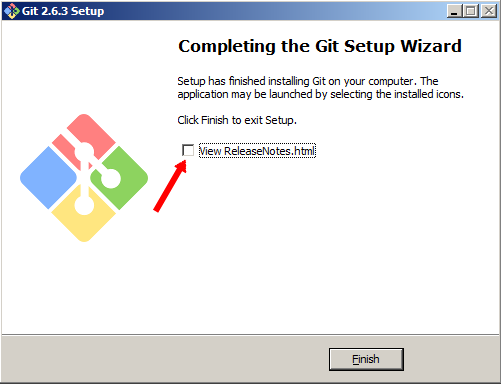 Git 2.6.3 Setup
Completing the Git Setup Wizard
Setup has finished installing Git on your computer. The
application may be launched by selecting the installed icons.
Click Finish to exit Setup.
View ReleaseNotes.html
Finish